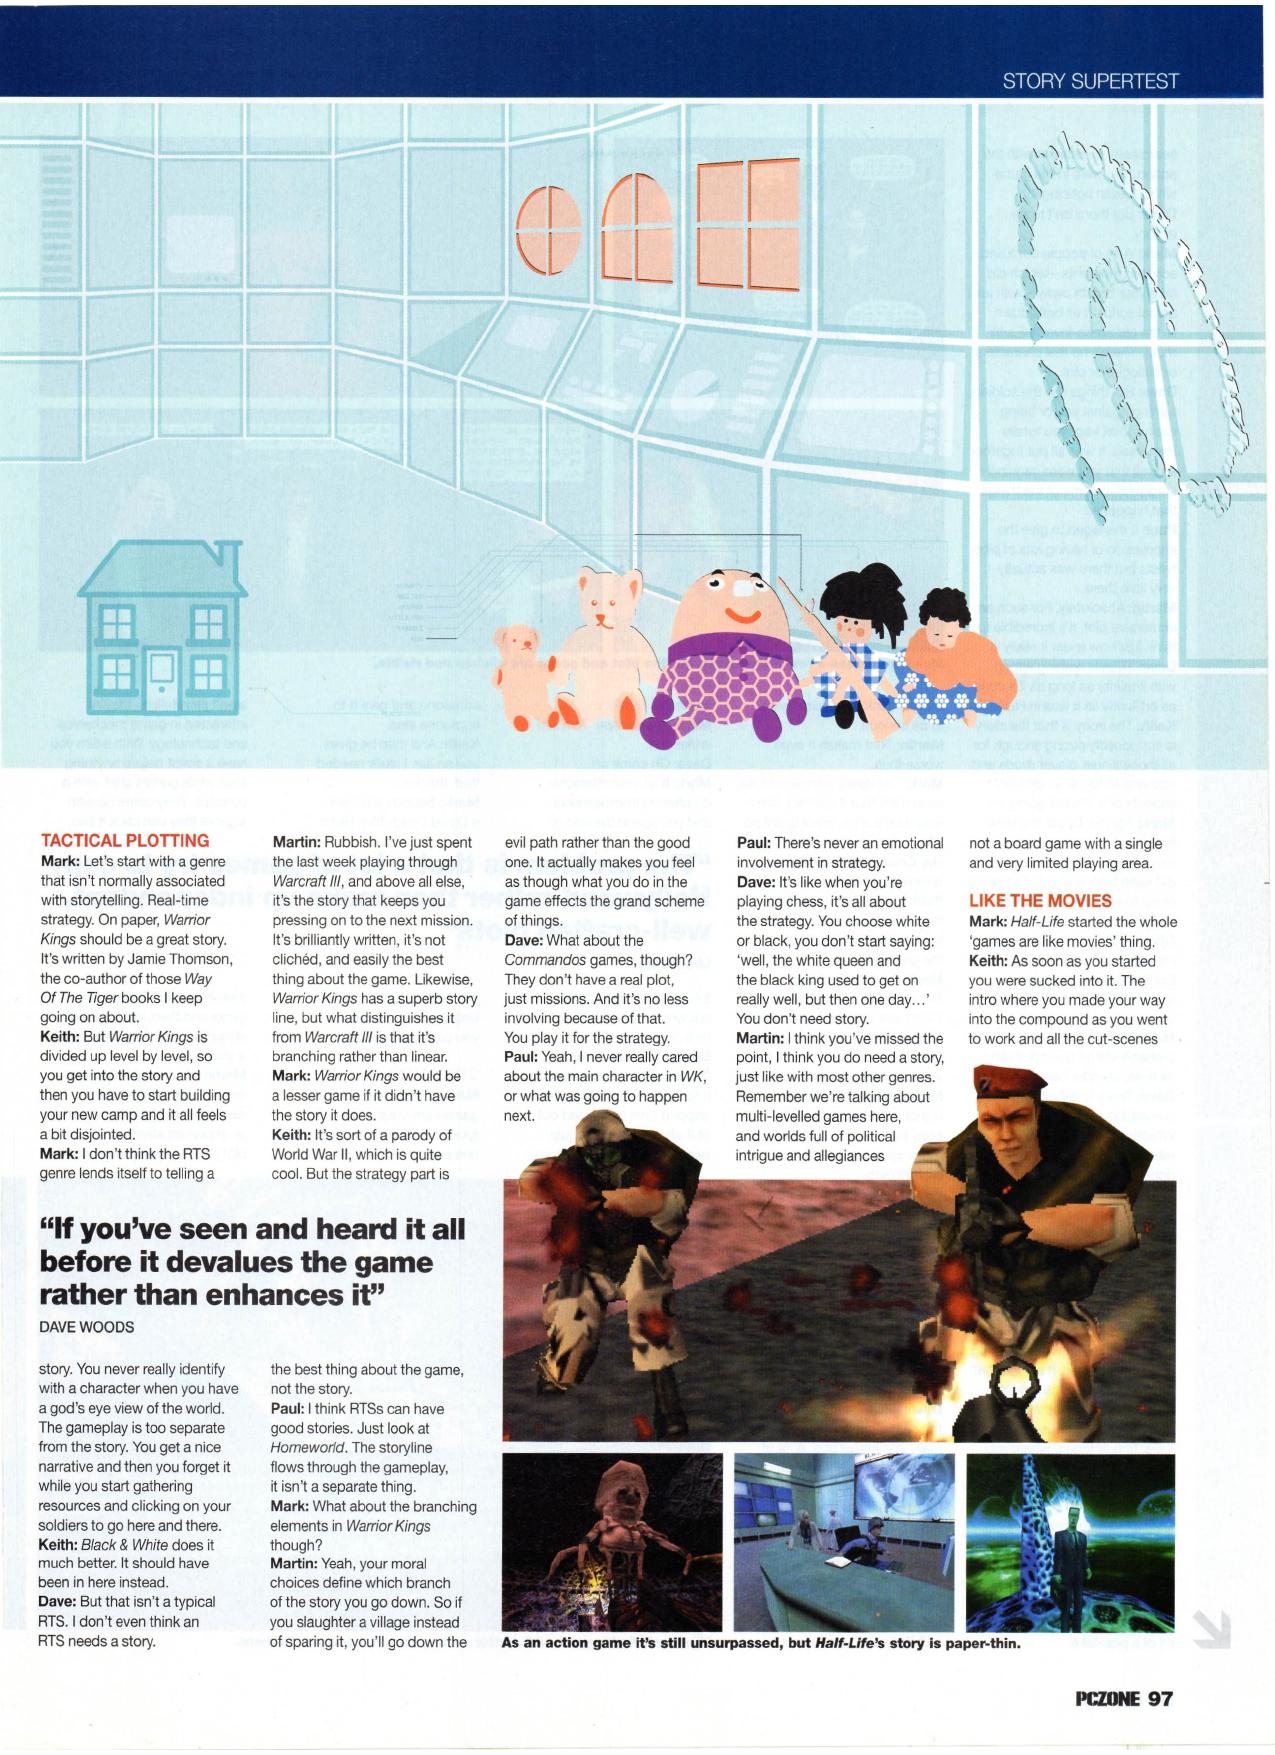 STORY SUPERTEST
looking through
TACTICAL PLOTTING
Mark: Let's start with a genre
that isn't normally associated
with storytelling. Real-time
strategy. On paper, Warrior
Kings should be a great story.
It's written by Jamie Thomson,
the co-author of those Way
Of The Tiger books I keep
going on about.
Keith: But Warrior Kings is
divided up level by level, so
you get into the story and
then you have to start building
your new camp and it all feels
a bit disjointed.
Mark: I don't think the RTS
genre lends itself to telling a
"If you've seen and heard it all
before it devalues the game
rather than enhances it"
DAVE WOODS
story. You never really identify
with a character when you have
a god's eye view of the world.
The gameplay is too separate
from the story. You get a nice
narrative and then you forget it
while you start gathering
resources and clicking on your
soldiers to go here and there.
Keith: Black & White does it
much better. It should have
been in here instead.
Dave: But that isn't a typical
RTS. I don't even think an
RTS needs a story.
Martin: Rubbish. I've just spent
the last week playing through
Warcraft III, and above all else,
it's the story that keeps you
pressing on to the next mission.
It's brilliantly written, it's not
clichéd, and easily the best
thing about the game. Likewise,
Warrior Kings has a superb story
line, but what distinguishes it
from Warcraft III is that it's
branching rather than linear.
Mark: Warrior Kings would be
a lesser game if it didn't have
the story it does.
Keith: It's sort of a parody of
World War II, which is quite
cool. But the strategy part is
the best thing about the game,
not the story.
Paul: I think RTSs can have
good stories. Just look at
Homeworld. The storyline
flows through the gameplay,
it isn't a separate thing.
Mark: What about the branching
elements in Warrior Kings
though?
Martin: Yeah, your moral
choices define which branch
of the story you go down. So if
you slaughter a village instead
of sparing it, you'll go down the
evil path rather than the good
one. It actually makes you feel
as though what you do in the
game effects the grand scheme
of things.
Dave: What about the
Commandos games, though?
They don't have a real plot,
just missions. And it's no less
involving because of that.
You play it for the strategy.
Paul: Yeah, I never really cared
about the main character in WK,
or what was going to happen
next.
Paul: There's never an emotional
involvement in strategy.
Dave: It's like when you're
playing chess, it's all about
the strategy. You choose white
or black, you don't start saying:
'well, the white queen and
the black king used to get on
really well, but then one day...'
You don't need story.
Martin: I think you've missed the
point, I think you do need a story,
just like with most other genres.
Remember we're talking about
multi-levelled games here,
and worlds full of political
intrigue and allegiances
not a board game with a single
and very limited playing area.
LIKE THE MOVIES
Mark: Half-Life started the whole
'games are like movies' thing.
Keith: As soon as you started
you were sucked into it. The
intro where you made your way
into the compound as you went
to work and all the cut-scenes
As an action game it's still unsurpassed, but Half-Life's story is paper-thin.
PCZONE 97